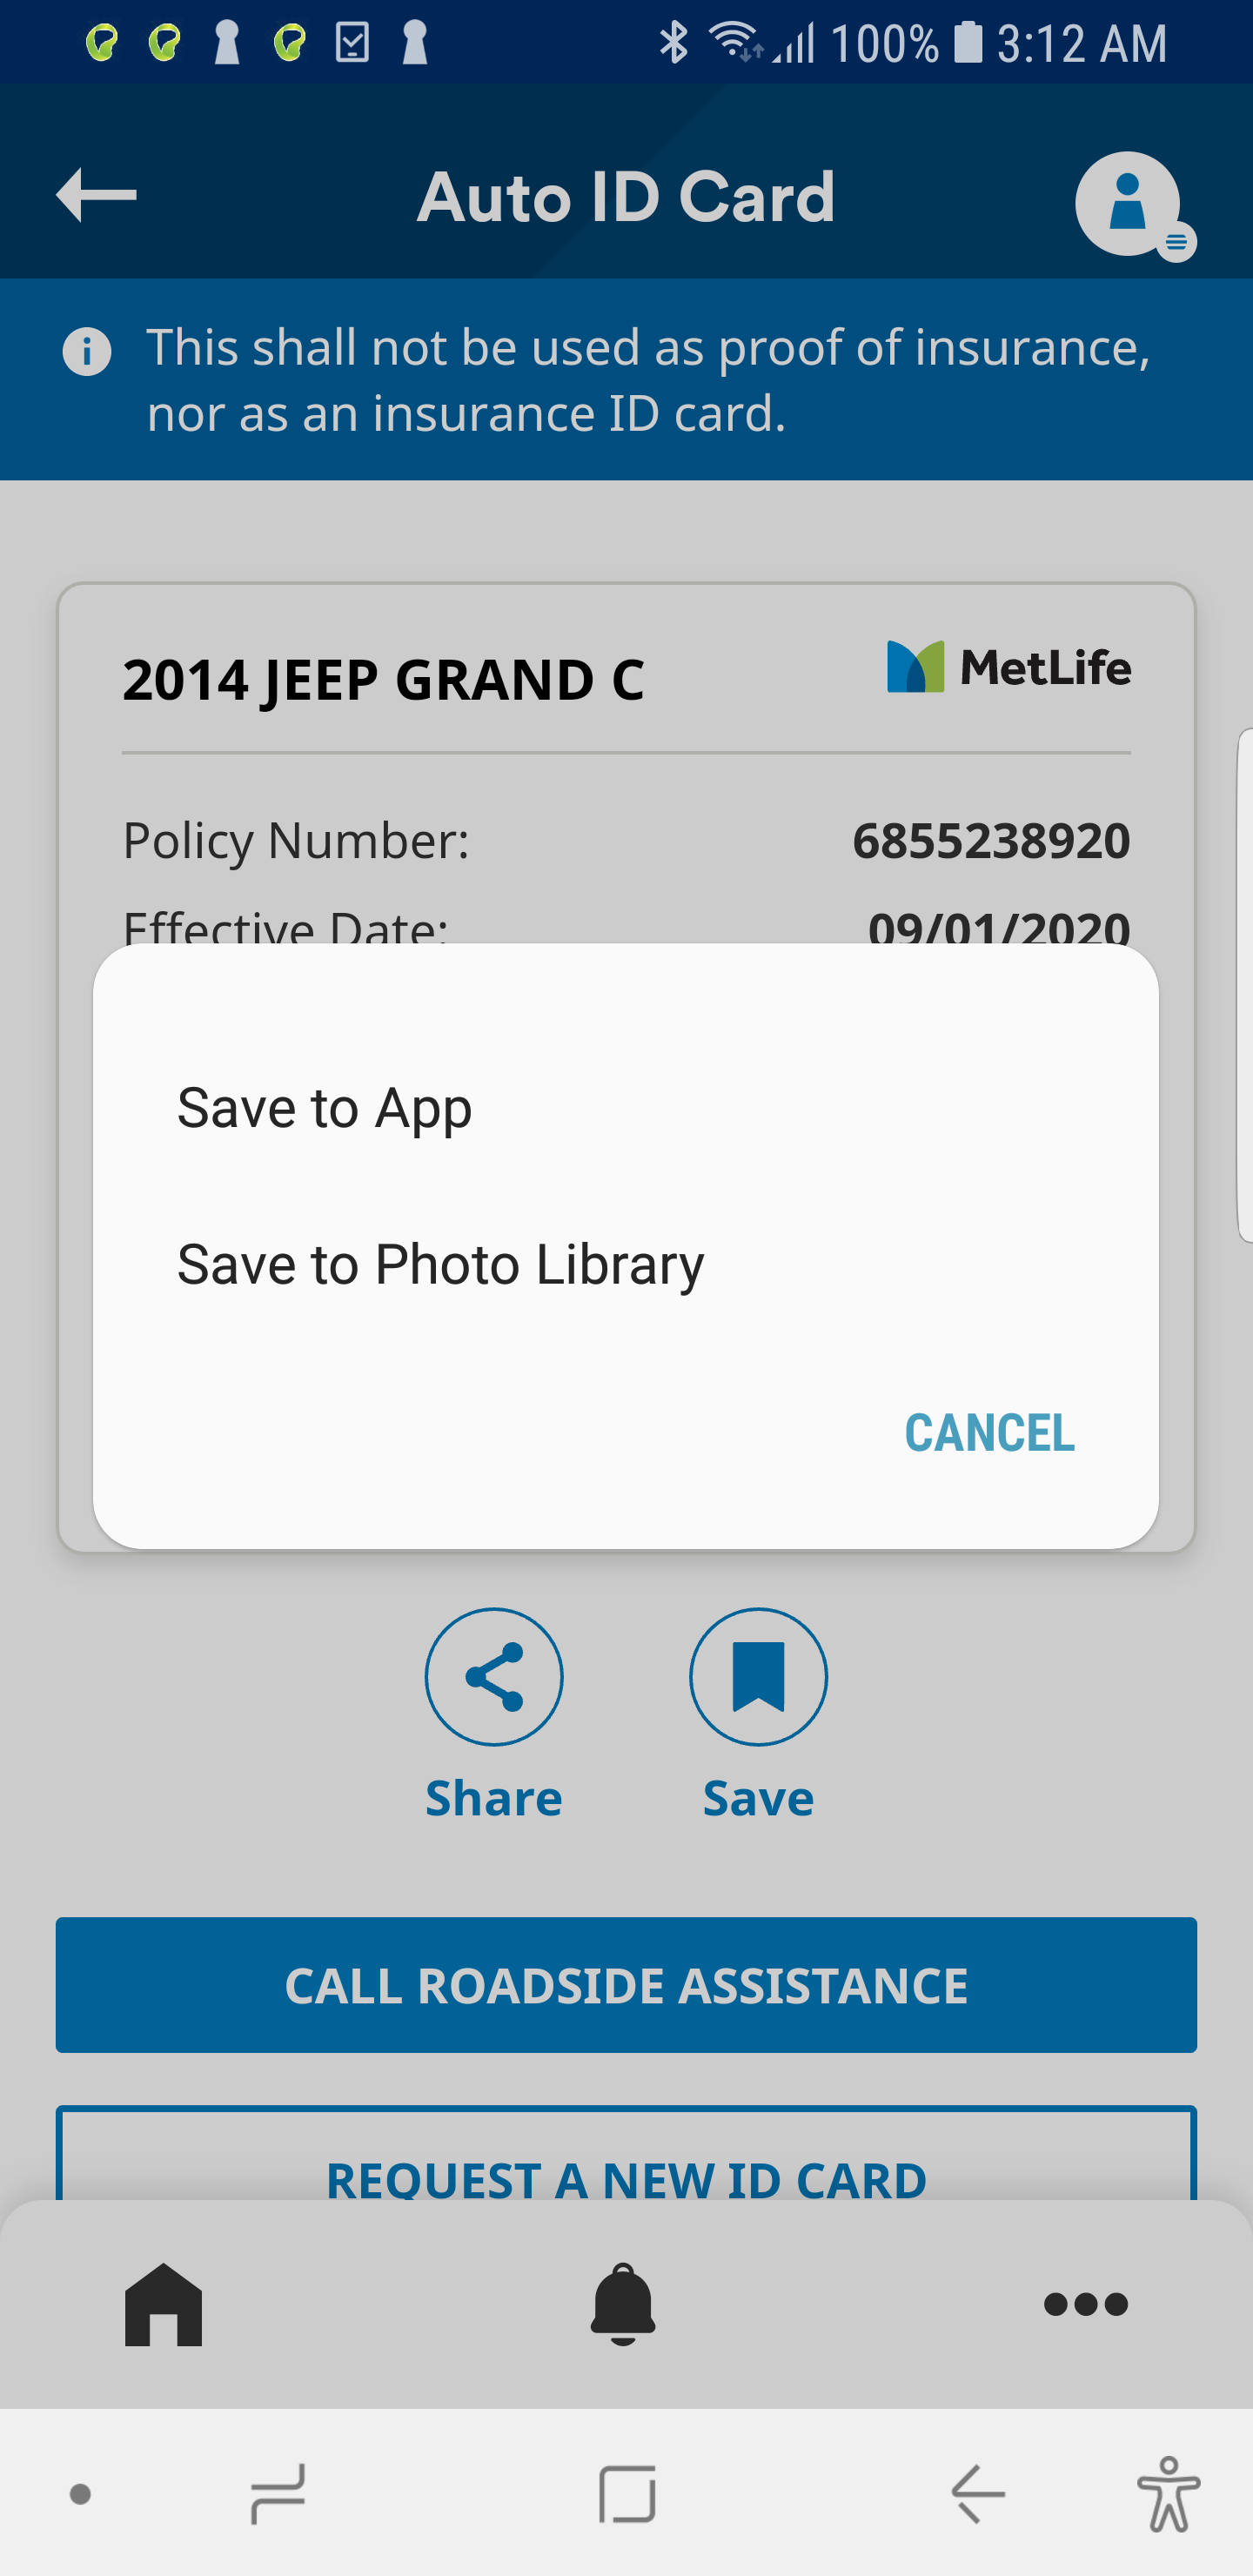 100% 3:12 AM
Auto ID Card
This shall not be used as proof of insurance,
nor as an insurance ID card.
2014 JEEP GRAND C
MetLife
Policy Number: 6855238920
Effective Date: 09/01/2020
Save to App
Save to Photo Library
CANCEL
Share Save
CALL ROADSIDE ASSISTANCE
REQUEST A NEW ID CARD